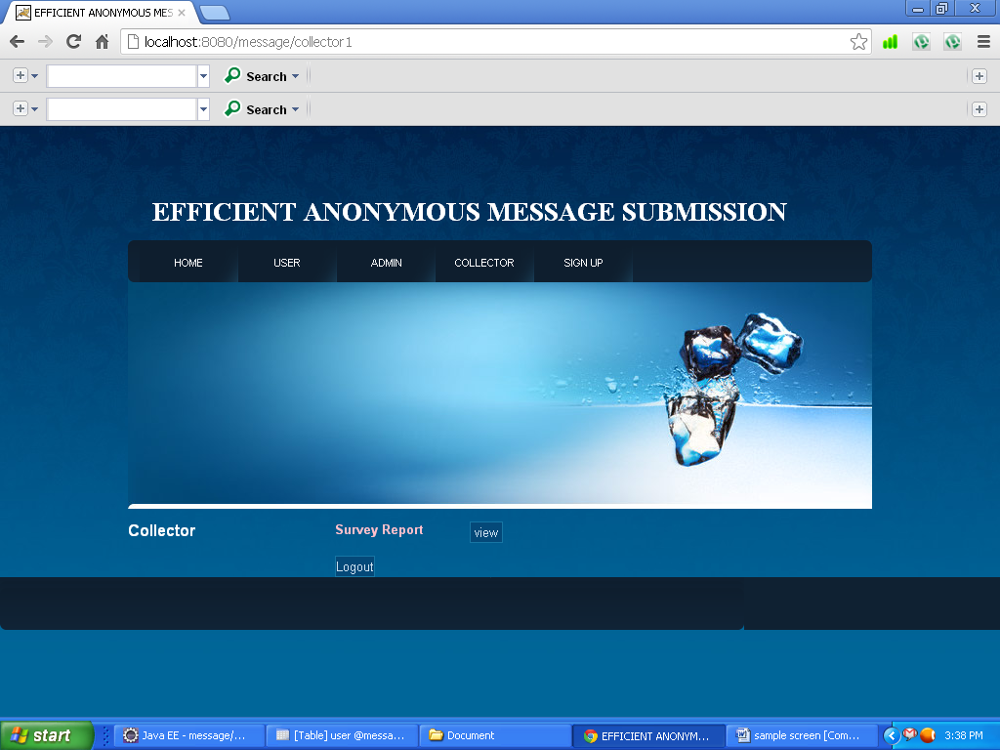 EFFICIENT ANONYMOUS MES
localhost:8080/message/collector1
Search
Search
EFFICIENT ANONYMOUS MESSAGE SUBMISSION
HOME USER ADMIN COLLECTOR SIGN UP
Collector Survey Report view
Logout
start Java EE - message/... [Table] user @messa... Document EFFICIENT ANONYM... sample screen [Com... 3:38 PM